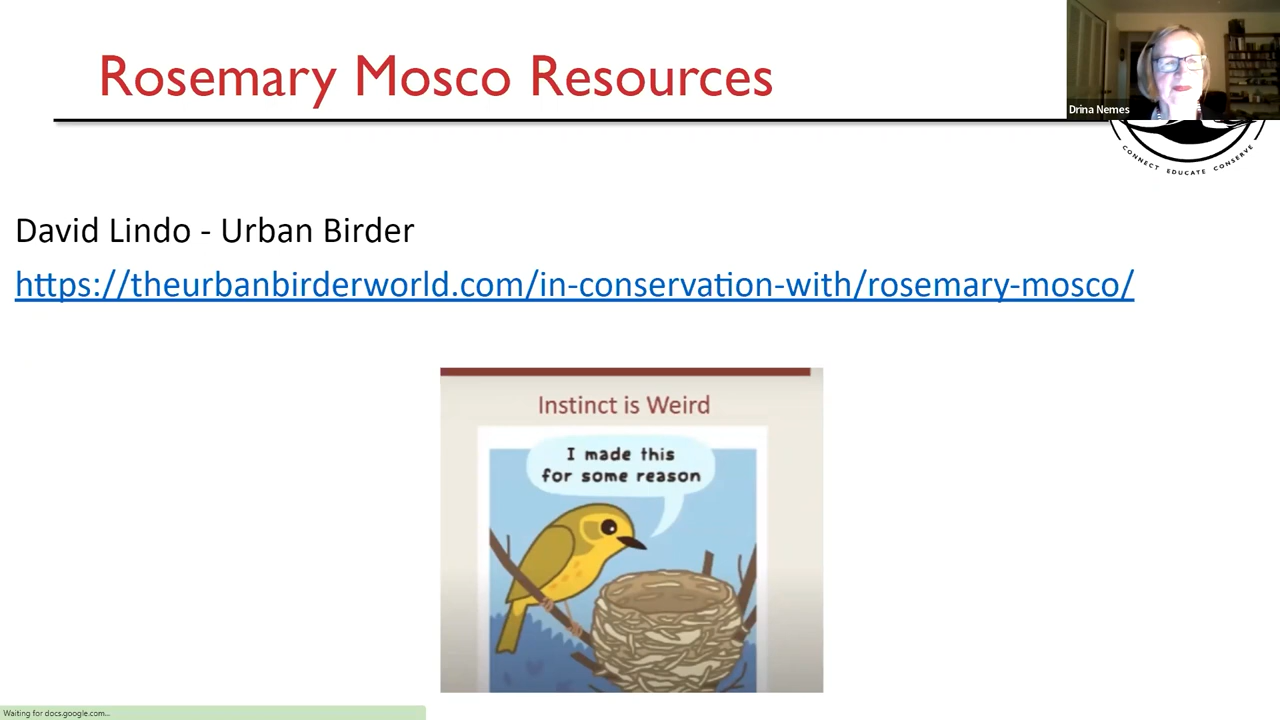 Rosemary Mosco Resources
Drina Nemes
CONNECT EDUCATE CONSERVE
David Lindo - Urban Birder
https://theurbanbirderworld.com/in-conservation-with/rosemary-mosco/
Instinct is Weird
I made this
for some reason
Waiting for docs.google.com...